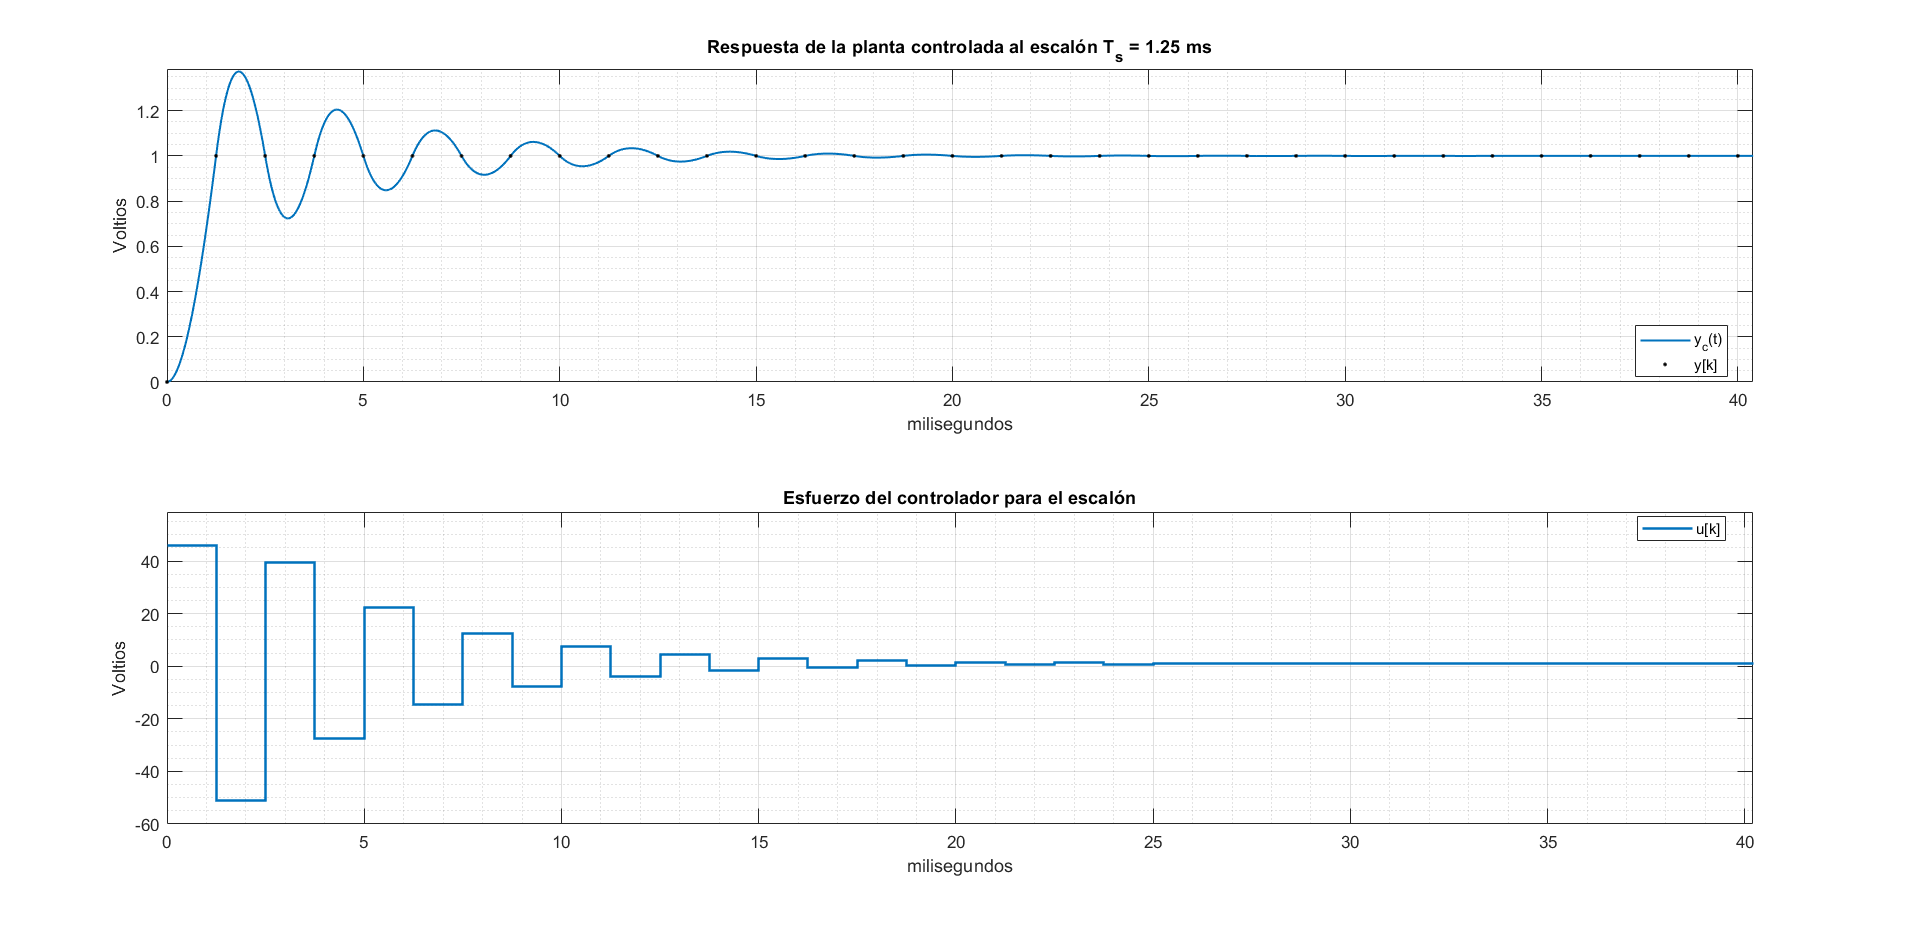 Respuesta de la planta controlada al escalón Ts = 1.25 ms
1.2
1
0.8
0.6
0.4
0.2
0
Voltios
0 5 10 15 20 25 30 35 40
milisegundos
yc(t)
y[k]
Esfuerzo del controlador para el escalón
u[k]
40
20
0
-20
-40
-60
Voltios
0 5 10 15 20 25 30 35 40
milisegundos